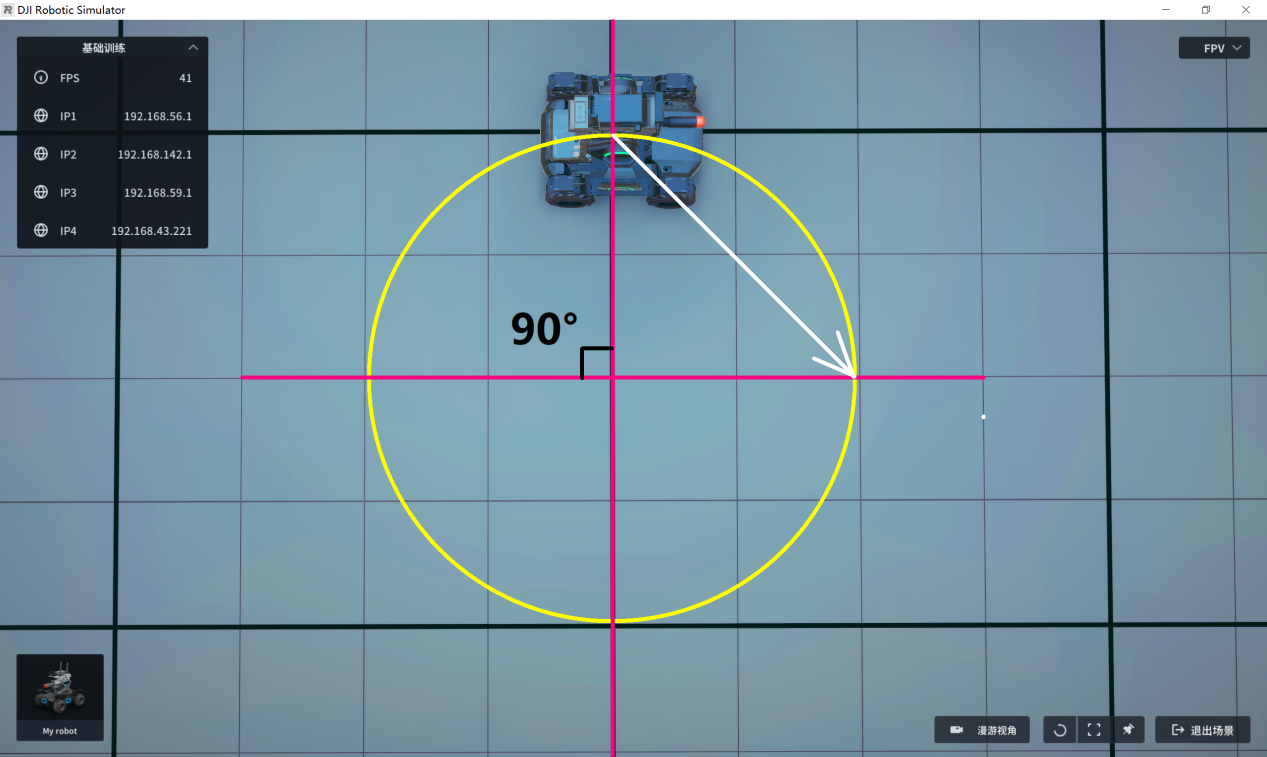 DJI Robotic Simulator
基础训练
FPS 41
IP1 192.168.56.1
IP2 192.168.142.1
IP3 192.168.59.1
IP4 192.168.43.221
FPV
90°
My robot
漫游视角
退出场景